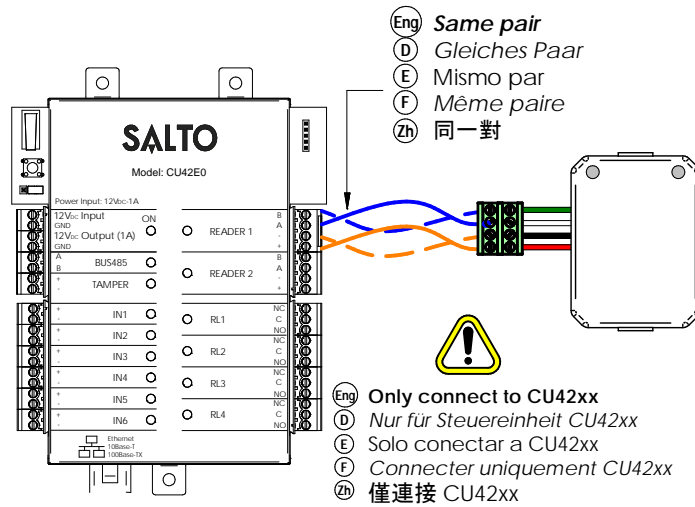 Eng Same pair
D Gleiches Paar
E Mismo par
F Même paire
Zh 同一對
SALTO
Model: CU42E0
Power Input: 12VDC-1A
12VDC Input ON
GND
12VDC Output (1A)
GND
A
B
BUS485
+
-
TAMPER
+
-
IN1
+
-
IN2
+
-
IN3
+
-
IN4
+
-
IN5
+
-
IN6
READER 1
B
A
-
+
READER 2
B
A
-
+
RL1
NC
C
NO
RL2
NC
C
NO
RL3
NC
C
NO
RL4
NC
C
NO
Ethernet
10Base-T
100Base-TX
Eng Only connect to CU42xx
D Nur für Steuereinheit CU42xx
E Solo conectar a CU42xx
F Connecter uniquement CU42xx
Zh 僅連接 CU42xx